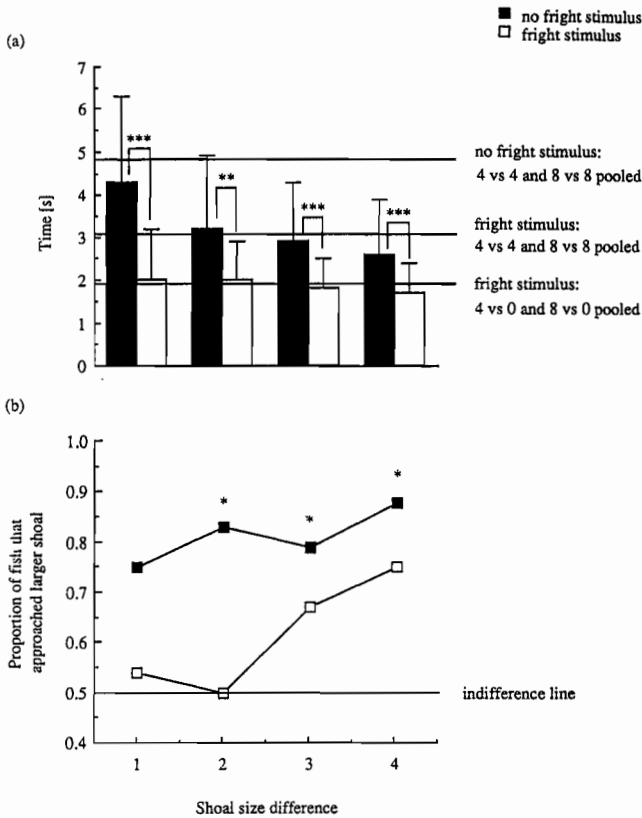 no fright stimulus
fright stimulus
(a)
7
6
5
4
3
2
1
0
Time [s]
***
**
***
***
no fright stimulus:
4 vs 4 and 8 vs 8 pooled
fright stimulus:
4 vs 4 and 8 vs 8 pooled
fright stimulus:
4 vs 0 and 8 vs 0 pooled
(b)
1.0
0.9
0.8
0.7
0.6
0.5
0.4
Proportion of fish that
approached larger shoal
*
*
*
indifference line
1 2 3 4
Shoal size difference